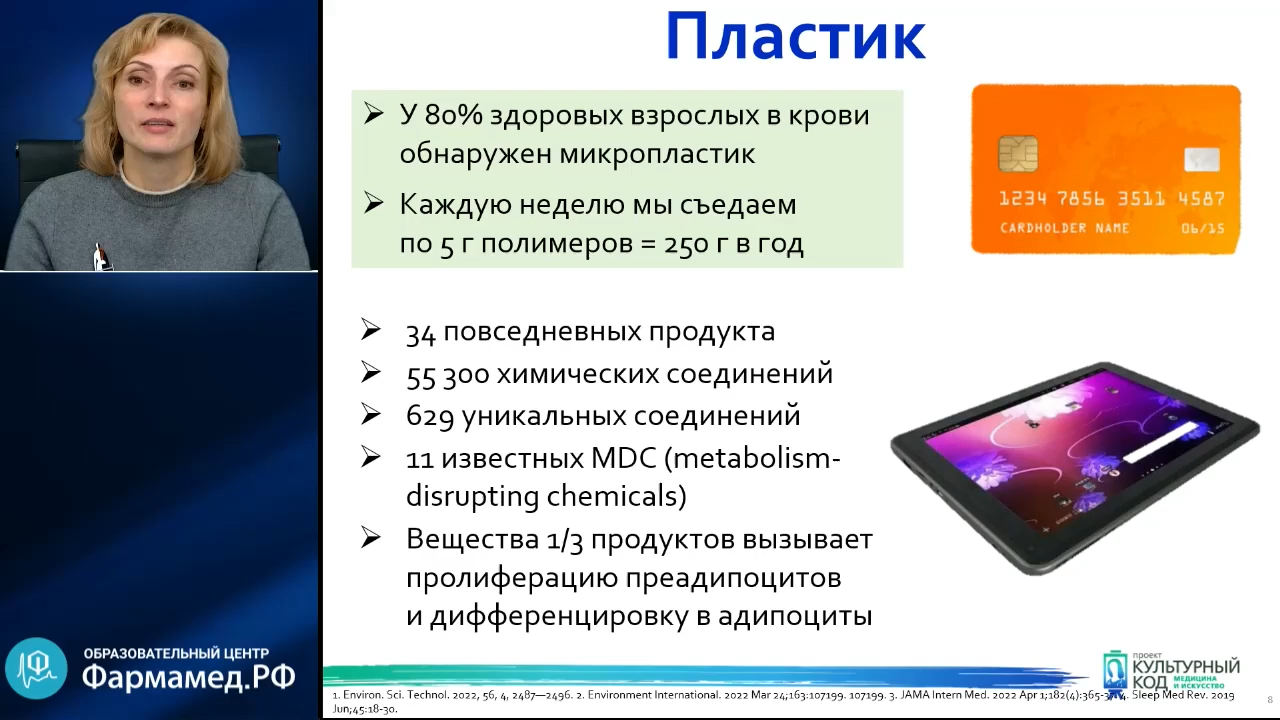 Пластик
У 80% здоровых взрослых в крови
обнаружен микропластик
Каждую неделю мы съедаем
по 5 г полимеров = 250 г в год
1234 7856 3511 4587
CARDHOLDER NAME 06/15
34 повседневных продукта
55 300 химических соединений
629 уникальных соединений
11 известных MDC (metabolism-
disrupting chemicals)
Вещества 1/3 продуктов вызывает
пролиферацию преадипоцитов
и дифференцировку в адипоциты
ОБРАЗОВАТЕЛЬНЫЙ ЦЕНТР
Фармамед.РФ
проект
КУЛЬТУРНЫЙ
КОД МЕДИЦИНА
И ИСКУССТВО
1. Environ. Sci. Technol. 2022, 56, 4, 2487—2496. 2. Environment International. 2022 Mar 24;163:107199. 107199. 3. JAMA Intern Med. 2022 Apr 1;182(4):365-374. Sleep Med Rev. 2019
Jun;45:18-30.
8